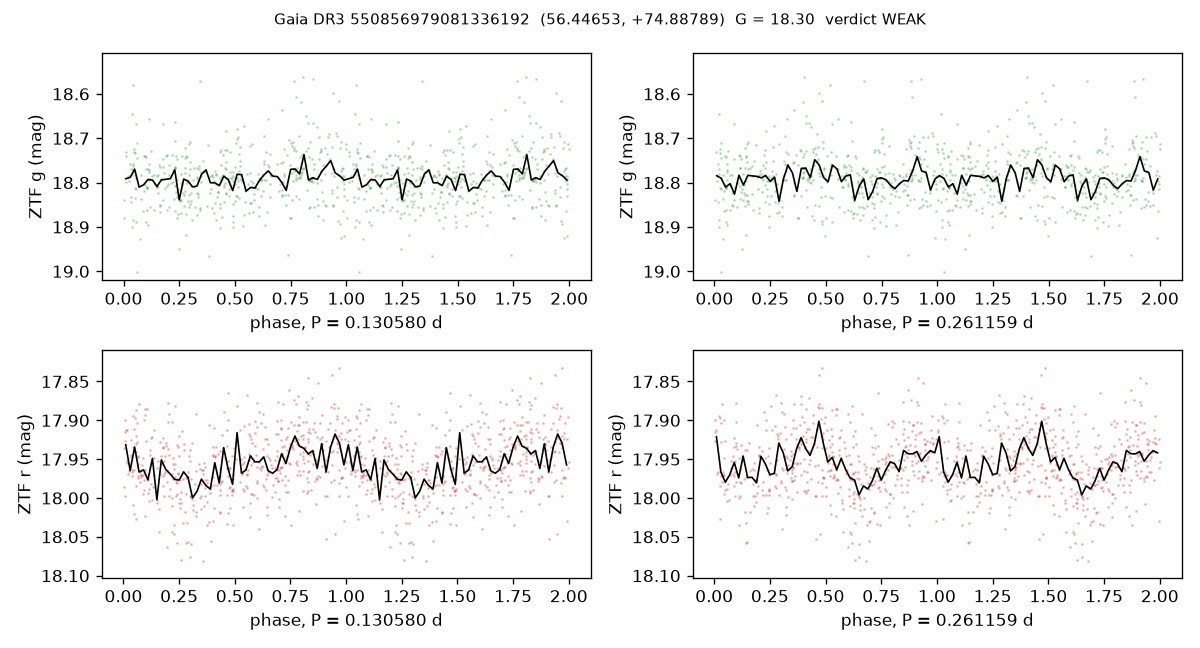 Gaia DR3 550856979081336192 (56.44653, +74.88789) G = 18.30 verdict WEAK
ZTF g (mag)
18.6
18.7
18.8
18.9
19.0
0.00 0.25 0.50 0.75 1.00 1.25 1.50 1.75 2.00
phase, P = 0.130580 d
ZTF g (mag)
18.6
18.7
18.8
18.9
19.0
0.00 0.25 0.50 0.75 1.00 1.25 1.50 1.75 2.00
phase, P = 0.261159 d
ZTF r (mag)
17.85
17.90
17.95
18.00
18.05
18.10
0.00 0.25 0.50 0.75 1.00 1.25 1.50 1.75 2.00
phase, P = 0.130580 d
ZTF r (mag)
17.85
17.90
17.95
18.00
18.05
18.10
0.00 0.25 0.50 0.75 1.00 1.25 1.50 1.75 2.00
phase, P = 0.261159 d